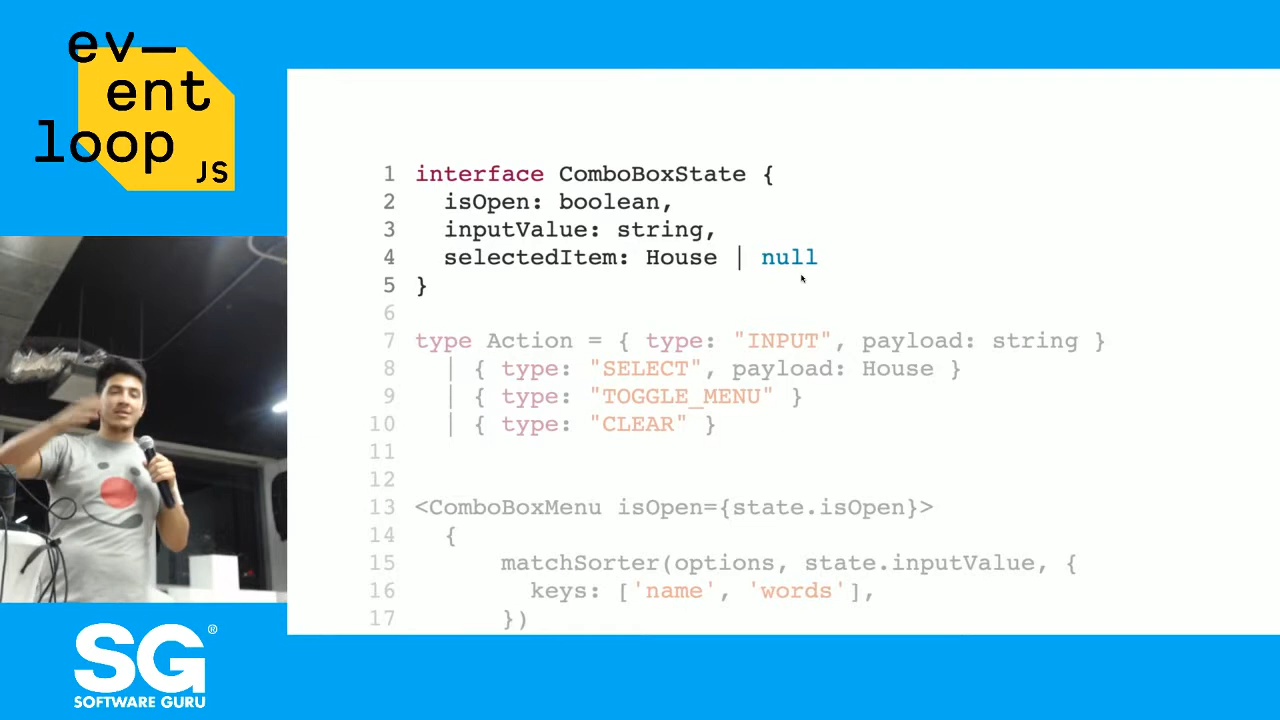 ev—
ent
loop
JS
1 interface ComboBoxState {
2 isOpen: boolean,
3 inputValue: string,
4 selectedItem: House | null
5 }
6
7 type Action = { type: "INPUT", payload: string }
8 | { type: "SELECT", payload: House }
9 | { type: "TOGGLE_MENU" }
10 | { type: "CLEAR" }
11
12
13 <ComboBoxMenu isOpen={state.isOpen}>
14 {
15 matchSorter(options, state.inputValue, {
16 keys: ['name', 'words'],
17 })
SG®
SOFTWARE GURU